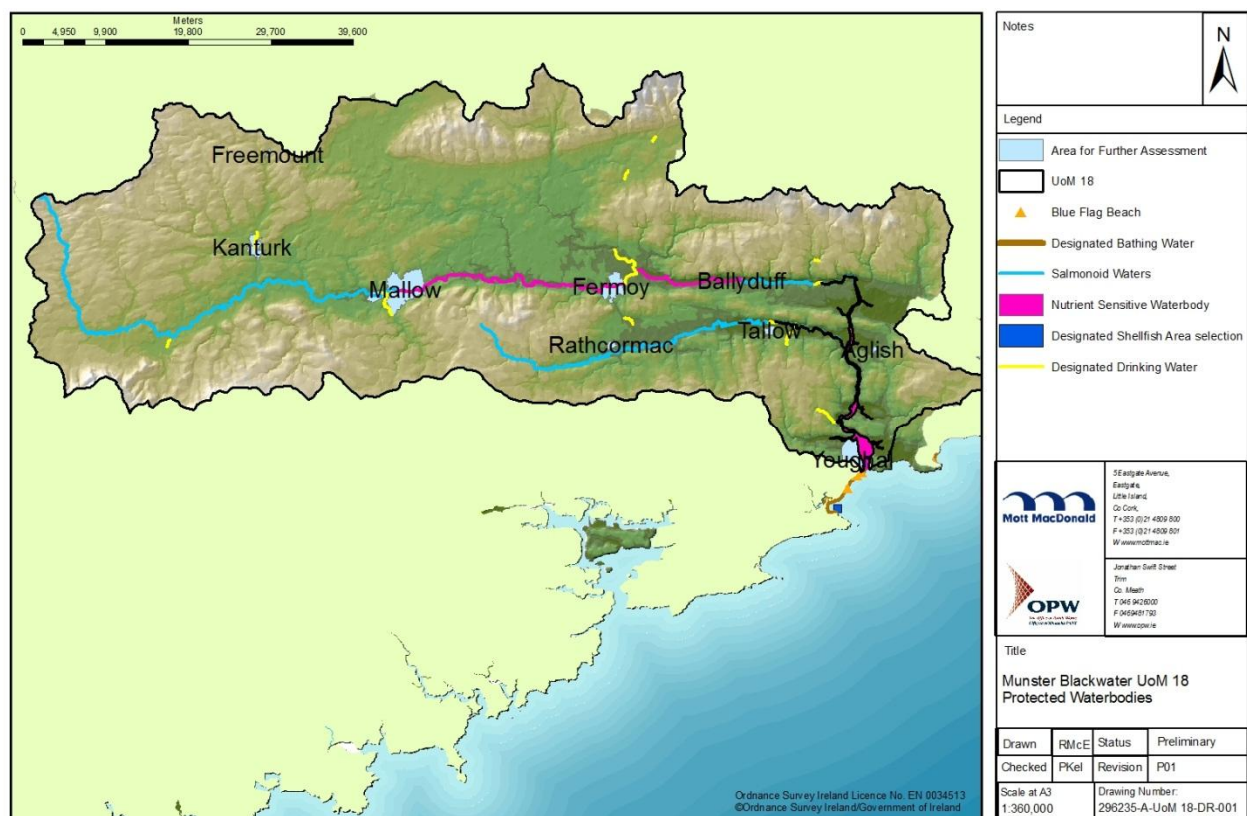 Meters
0 4,950 9,900 19,800 29,700 39,600
Freemount
Kanturk
Mallow
Fermoy
Ballyduff
Rathcormac
Tallow
Aglish
Youghal
Ordnance Survey Ireland Licence No. EN 0034513
©Ordnance Survey Ireland/Government of Ireland
Notes
N
Legend
Area for Further Assessment
UoM 18
Blue Flag Beach
Designated Bathing Water
Salmonoid Waters
Nutrient Sensitive Waterbody
Designated Shellfish Area selection
Designated Drinking Water
Mott MacDonald
5 Eastgate Avenue,
Eastgate,
Little Island,
Co Cork,
T +353 (0)21 4809 800
F +353 (0)21 4809 801
W www.mottmac.ie
OPW
Jonathan Swift Street
Trim
Co. Meath
T 046 9426000
F 0469481793
W www.opw.ie
Title
Munster Blackwater UoM 18
Protected Waterbodies
Drawn RMcE Status Preliminary
Checked PKel Revision P01
Scale at A3
1:360,000
Drawing Number:
296235-A-UoM 18-DR-001